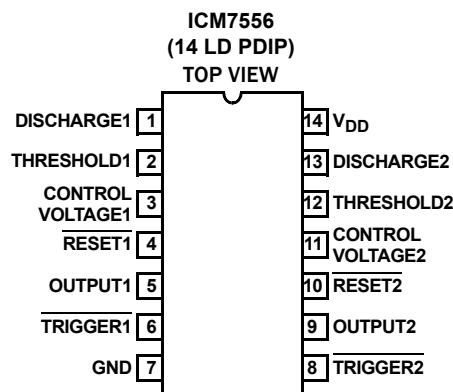 ICM7556
(14 LD PDIP)
TOP VIEW
DISCHARGE1 1
14 VDD
THRESHOLD1 2
13 DISCHARGE2
CONTROL
VOLTAGE1 3
12 THRESHOLD2
RESET1 4
11 CONTROL
VOLTAGE2
OUTPUT1 5
10 RESET2
TRIGGER1 6
9 OUTPUT2
GND 7
8 TRIGGER2